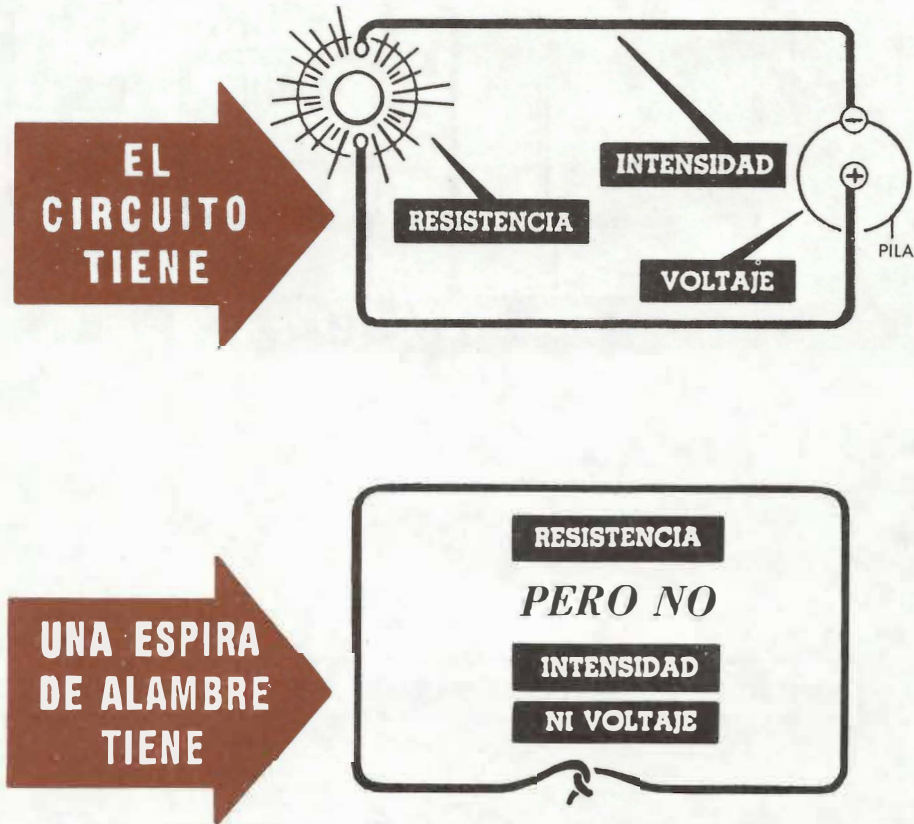 EL
CIRCUITO
TIENE
INTENSIDAD
RESISTENCIA
VOLTAJE
PILA
−
+
UNA ESPIRA
DE ALAMBRE
TIENE
RESISTENCIA
PERO NO
INTENSIDAD
NI VOLTAJE